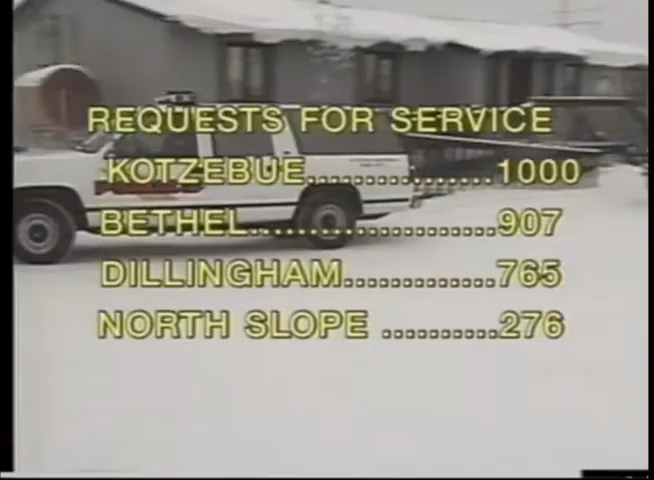 REQUESTS FOR SERVICE
KOTZEBUE...............1000
BETHEL.....................907
DILLINGHAM.............765
NORTH SLOPE ..........276